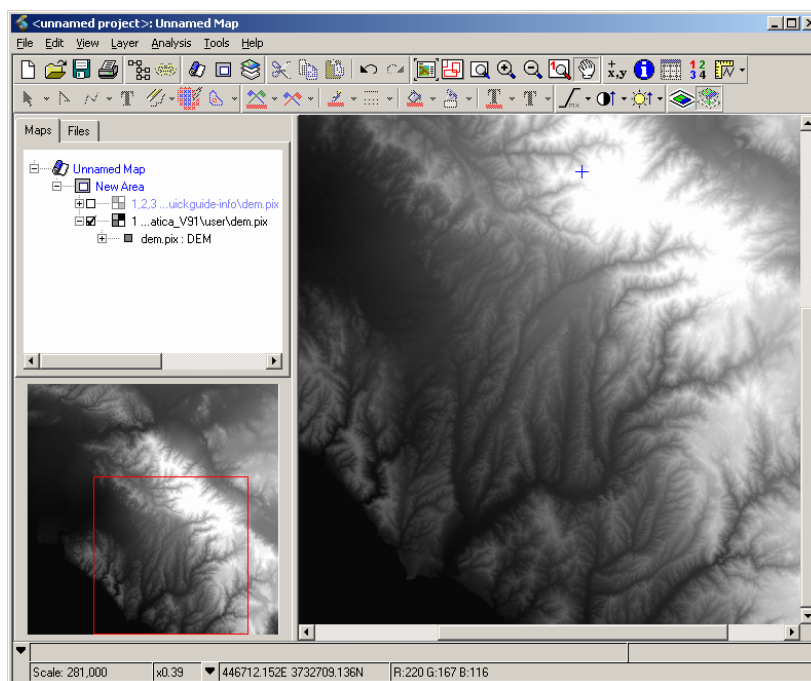 <unnamed project>: Unnamed Map
File Edit View Layer Analysis Tools Help
x,y
1 2
3 4
Maps Files
Unnamed Map
New Area
1,2,3 ...uickguide-info\dem.pix
1 ...atica_V91\user\dem.pix
dem.pix : DEM
Scale: 281,000 x0.39 446712.152E 3732709.136N R:220 G:167 B:116